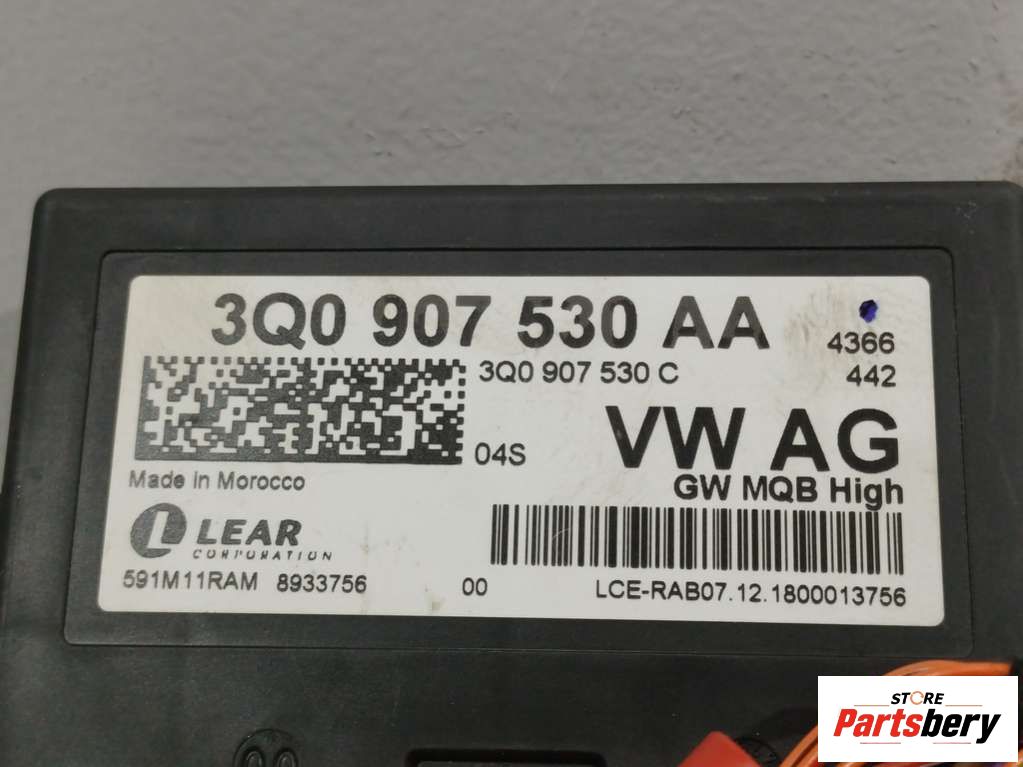 3Q0 907 530 AA
4366
3Q0 907 530 C
442
04S
VW AG
Made in Morocco
GW MQB High
LEAR
CORPORATION
591M11RAM 8933756 00 LCE-RAB07.12.1800013756
STORE
Partsbery